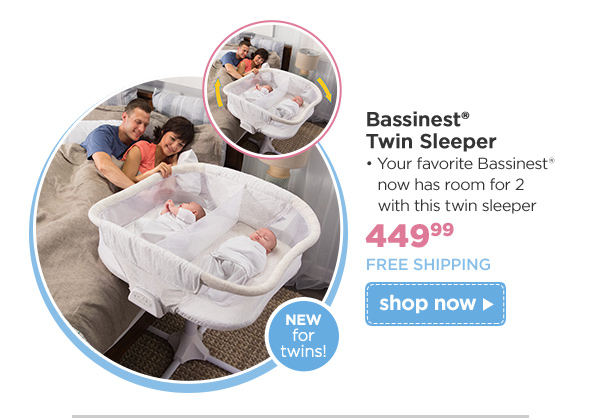 Bassinest®
Twin Sleeper
• Your favorite Bassinest®
now has room for 2
with this twin sleeper
449⁹⁹
FREE SHIPPING
shop now ▶
NEW
for
twins!